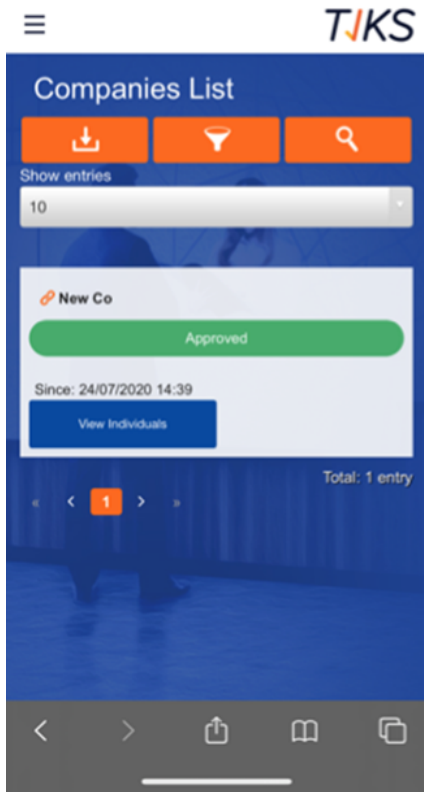 TJKS
Companies List
Show entries
10
New Co
Approved
Since: 24/07/2020 14:39
View Individuals
Total: 1 entry
« < 1 > »